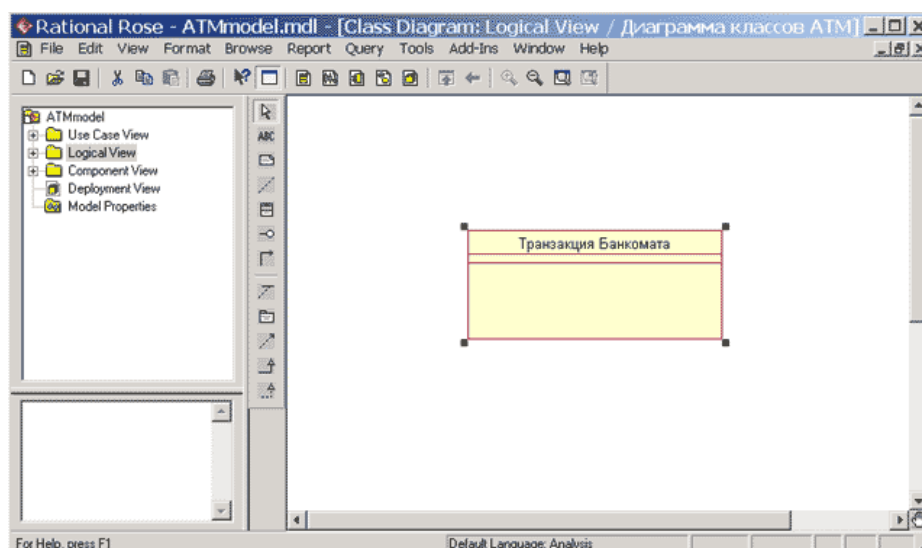 Rational Rose - ATMmodel.mdl - [Class Diagram: Logical View / Диаграмма классов ATM]
File Edit View Format Browse Report Query Tools Add-Ins Window Help
ATMmodel
Use Case View
Logical View
Component View
Deployment View
Model Properties
ABC
Транзакция Банкомата
For Help, press F1
Default Language: Analysis